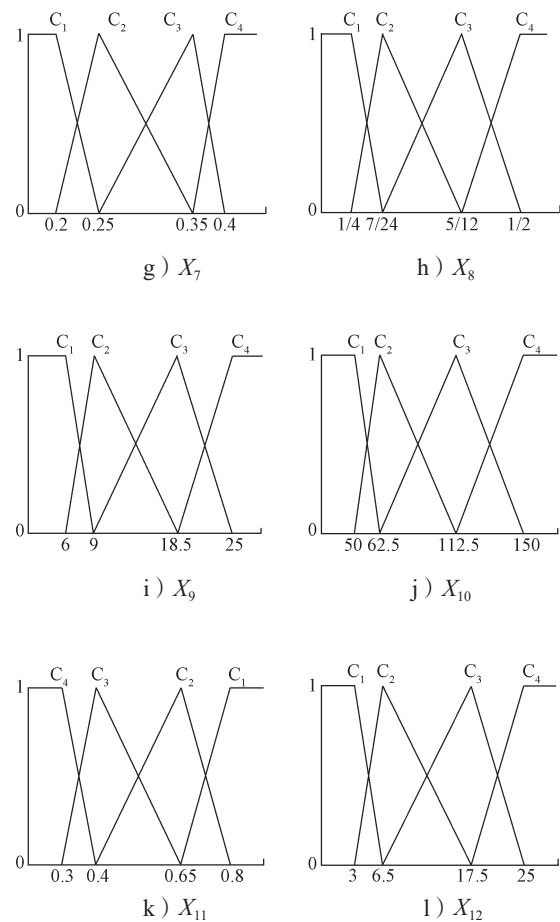 C₁ C₂ C₃ C₄
1
0
0.2 0.25 0.35 0.4
g）X₇
C₁ C₂ C₃ C₄
1
0
1/4 7/24 5/12 1/2
h）X₈
C₁ C₂ C₃ C₄
1
0
6 9 18.5 25
i）X₉
C₁ C₂ C₃ C₄
1
0
50 62.5 112.5 150
j）X₁₀
C₄ C₃ C₂ C₁
1
0
0.3 0.4 0.65 0.8
k）X₁₁
C₁ C₂ C₃ C₄
1
0
3 6.5 17.5 25
l）X₁₂